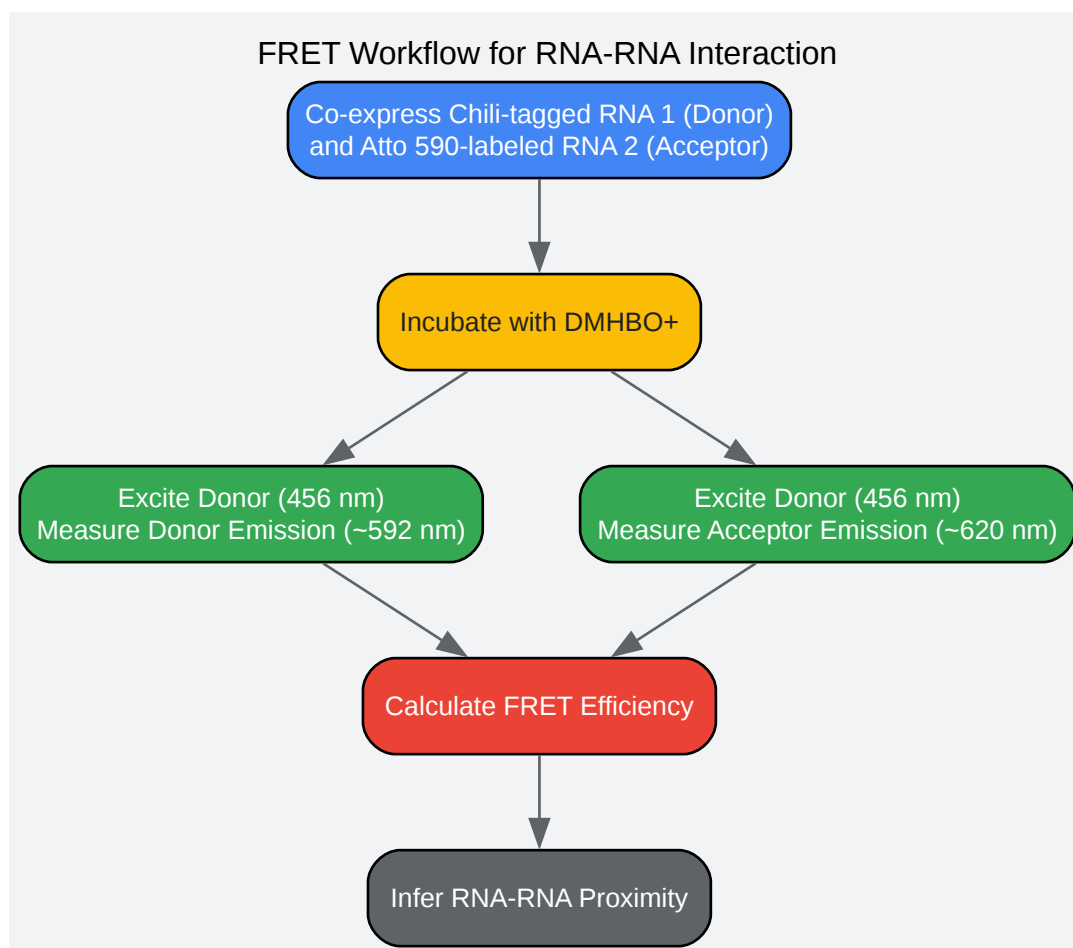 FRET Workflow for RNA-RNA Interaction
Co-express Chili-tagged RNA 1 (Donor)
and Atto 590-labeled RNA 2 (Acceptor)
Incubate with DMHBO+
Excite Donor (456 nm)
Measure Donor Emission (~592 nm)
Excite Donor (456 nm)
Measure Acceptor Emission (~620 nm)
Calculate FRET Efficiency
Infer RNA-RNA Proximity